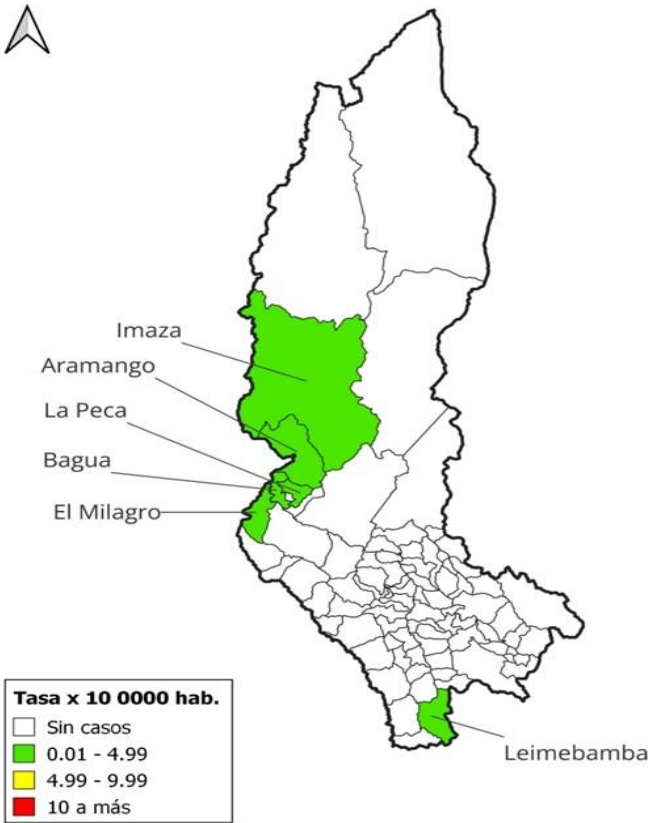 Imaza
Aramango
La Peca
Bagua
El Milagro
Leimebamba
Tasa x 10 0000 hab.
Sin casos
0.01 - 4.99
4.99 - 9.99
10 a más